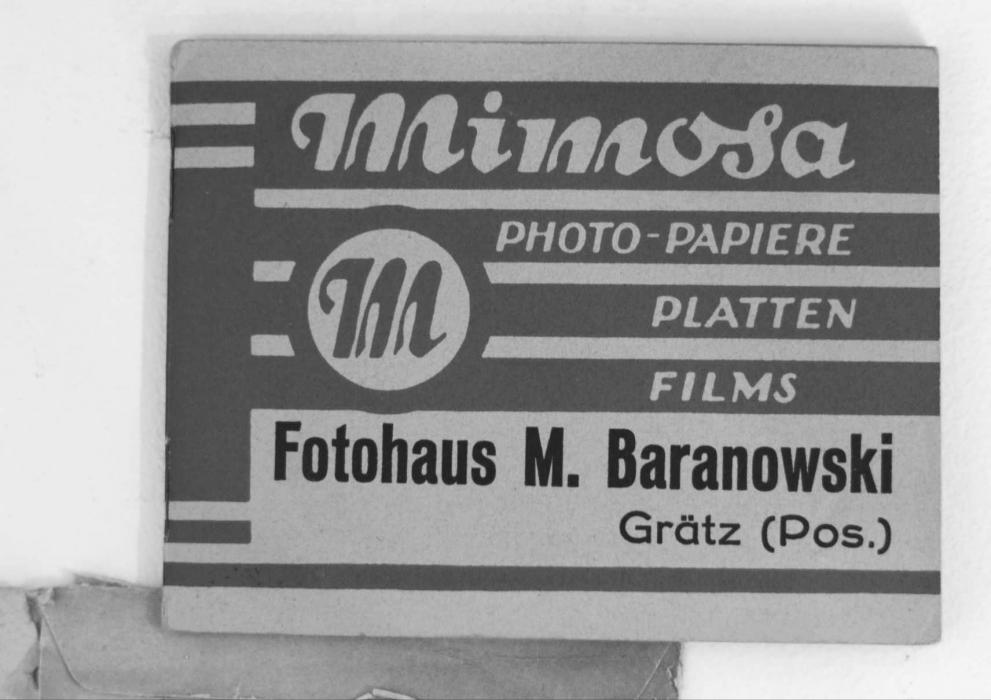 Mimosa
PHOTO-PAPIERE
M
PLATTEN
FILMS
Fotohaus M. Baranowski
Grätz (Pos.)